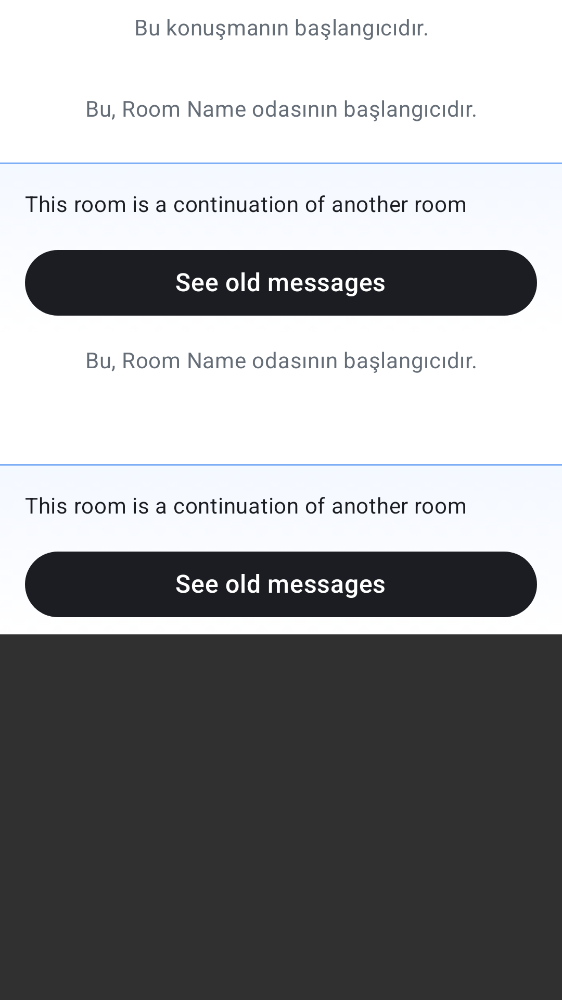 Bu konuşmanın başlangıcıdır.
Bu, Room Name odasının başlangıcıdır.
This room is a continuation of another room
See old messages
Bu, Room Name odasının başlangıcıdır.
This room is a continuation of another room
See old messages